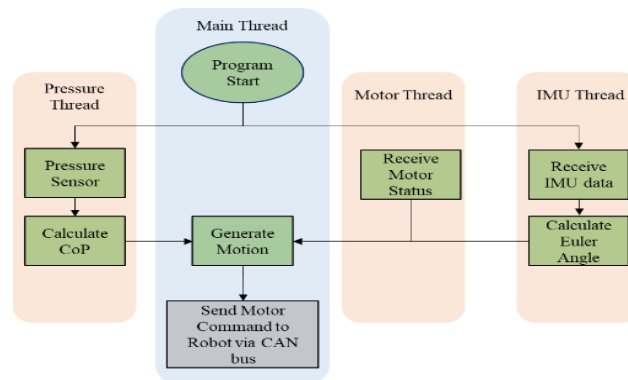 Main Thread
Program
Start
Pressure
Thread
Motor Thread
IMU Thread
Pressure
Sensor
Receive
Motor
Status
Receive
IMU data
Calculate
CoP
Generate
Motion
Calculate
Euler
Angle
Send Motor
Command to
Robot via CAN
bus